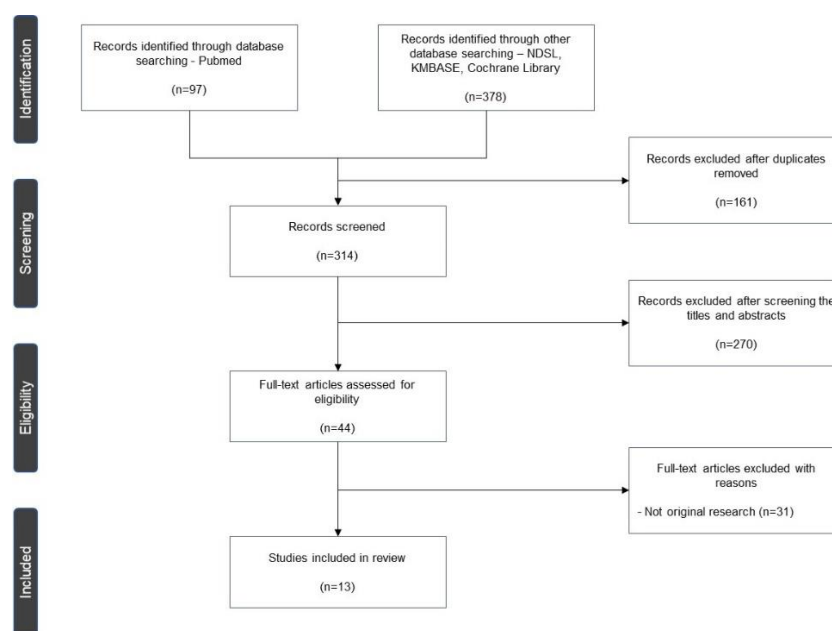 Identification
Records identified through database
searching - Pubmed
(n=97)
Records identified through other
database searching – NDSL,
KMBASE, Cochrane Library
(n=378)
Records excluded after duplicates
removed
(n=161)
Screening
Records screened
(n=314)
Records excluded after screening the
titles and abstracts
(n=270)
Eligibility
Full-text articles assessed for
eligibility
(n=44)
Full-text articles excluded with
reasons
- Not original research (n=31)
Included
Studies included in review
(n=13)